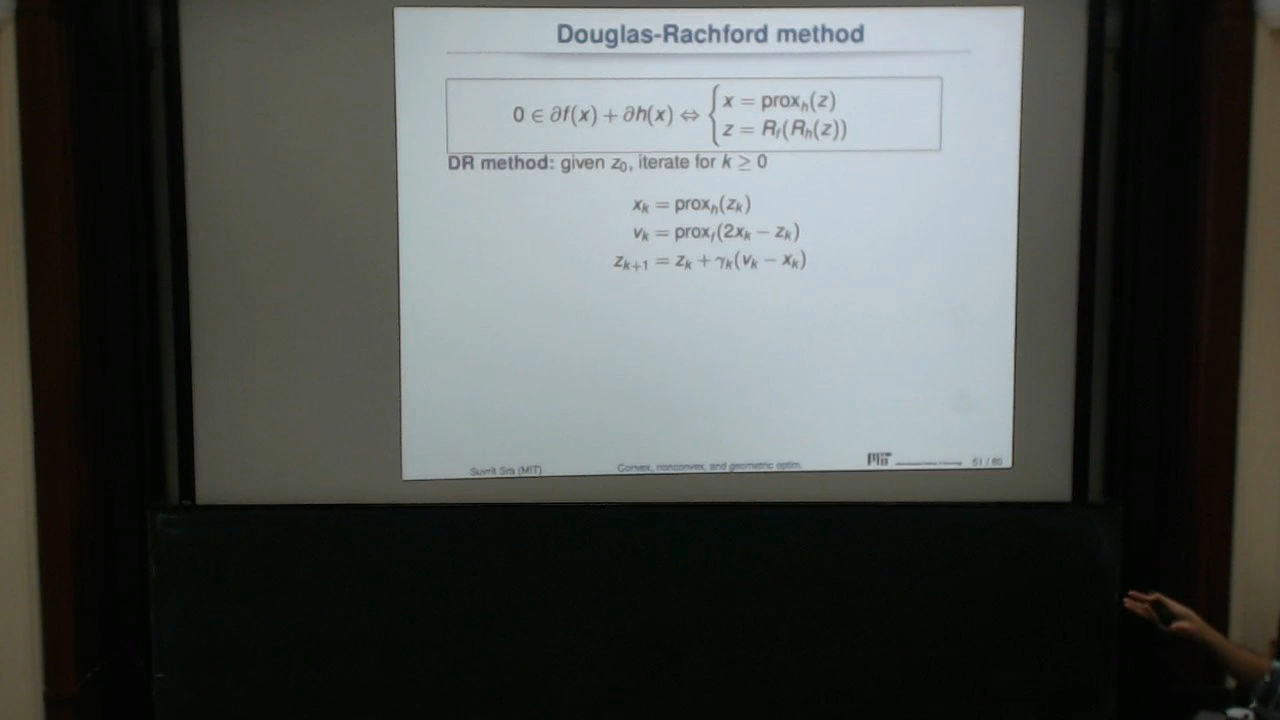 Douglas-Rachford method
0 ∈ ∂f(x) + ∂h(x) ⇔ { x = prox_h(z)
z = R_f(R_h(z))
DR method: given z_0, iterate for k ≥ 0
x_k = prox_h(z_k)
v_k = prox_f(2x_k − z_k)
z_{k+1} = z_k + γ_k(v_k − x_k)
Suvrit Sra (MIT)
Convex, nonconvex, and geometric optim.
MIT
51 / 80